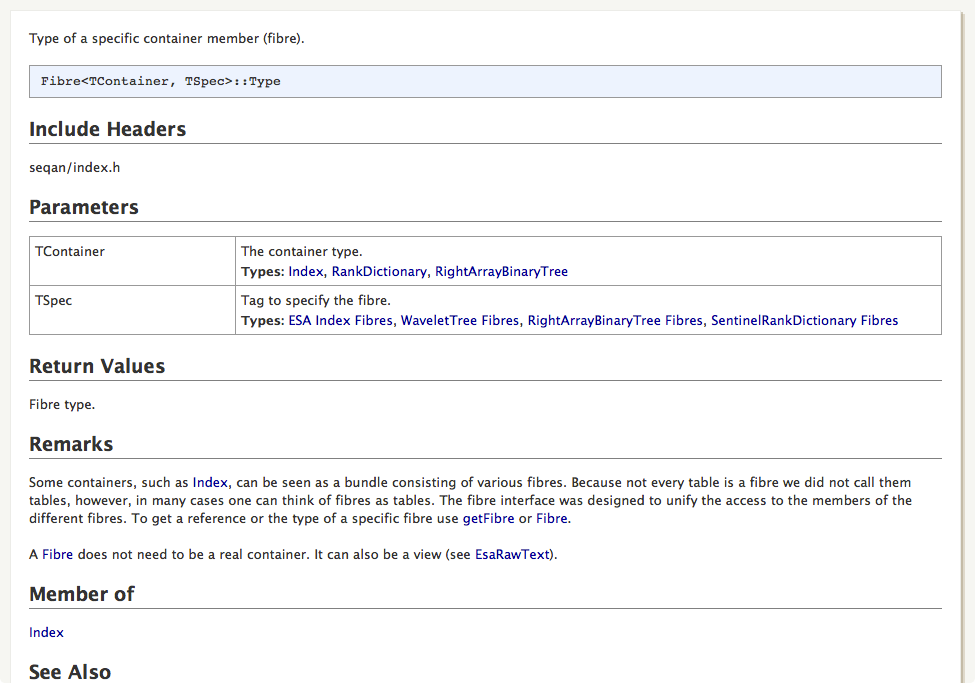 Type of a specific container member (fibre).
Fibre<TContainer, TSpec>::Type
Include Headers
seqan/index.h
Parameters
TContainer
The container type.
Types: Index, RankDictionary, RightArrayBinaryTree
TSpec
Tag to specify the fibre.
Types: ESA Index Fibres, WaveletTree Fibres, RightArrayBinaryTree Fibres, SentinelRankDictionary Fibres
Return Values
Fibre type.
Remarks
Some containers, such as Index, can be seen as a bundle consisting of various fibres. Because not every table is a fibre we did not call them
tables, however, in many cases one can think of fibres as tables. The fibre interface was designed to unify the access to the members of the
different fibres. To get a reference or the type of a specific fibre use getFibre or Fibre.
A Fibre does not need to be a real container. It can also be a view (see EsaRawText).
Member of
Index
See Also